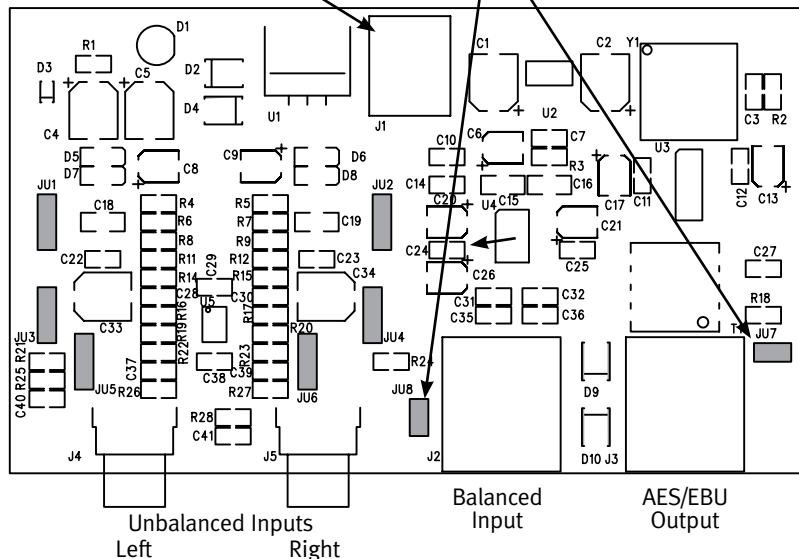 D1
R1
C1
C2
Y1
D3
C5
D2
D4
U1
J1
C4
U2
C3
R2
D5
D7
C8
C9
D6
D8
C10
C6
C7
R3
U3
JU1
JU2
C14
C15
C16
C17
C11
C12
C13
C18
R4
R6
R5
R7
C19
C20
U4
C21
R8
R9
C24
C25
C22
R11
C29
R12
C23
C34
C26
C27
R14
R15
C28
C30
C31
C32
C33
R16
U5
R17
C35
C36
R18
JU3
R19
R20
JU4
T1
JU7
R21
R22
R23
R24
R25
C37
C38
C39
JU5
JU6
JU8
D9
C40
R26
R27
R28
C41
J4
J5
J2
D10
J3
Unbalanced Inputs
Left
Right
Balanced
Input
AES/EBU
Output